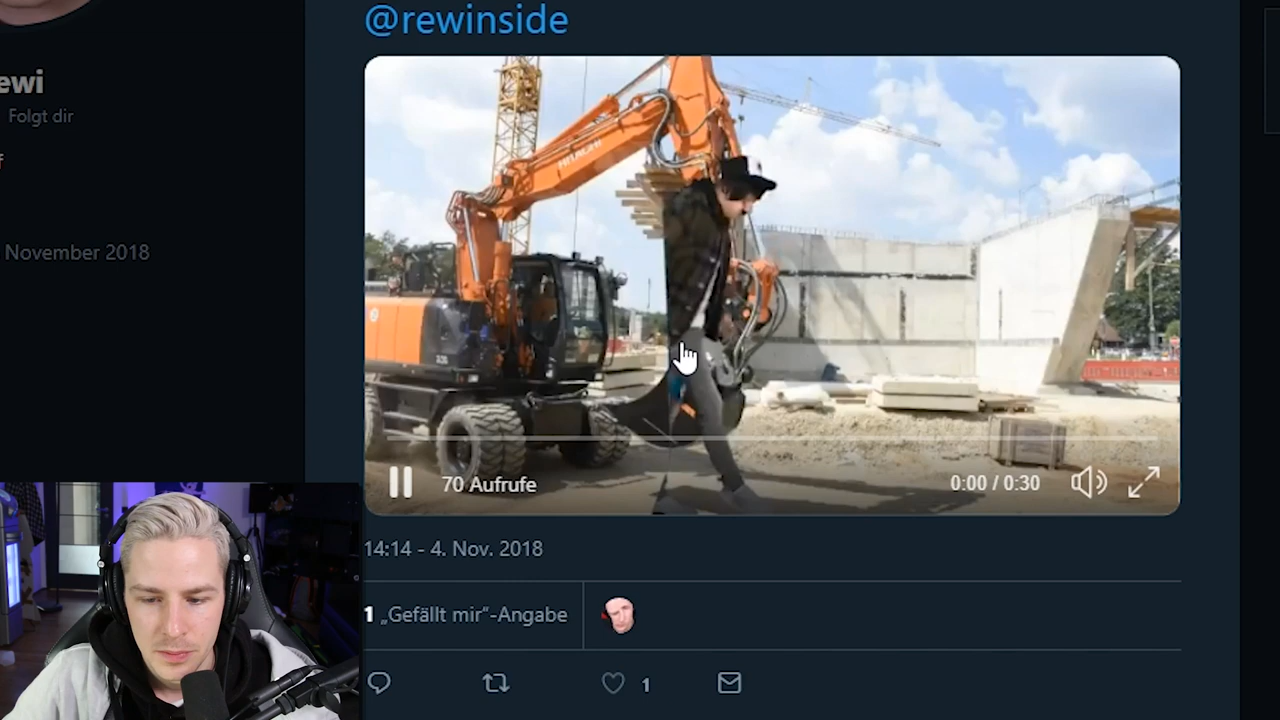 @rewinside
ewi
Folgt dir
f
November 2018
HITACHI
70 Aufrufe
0:00 / 0:30
14:14 - 4. Nov. 2018
1 „Gefällt mir“-Angabe
1